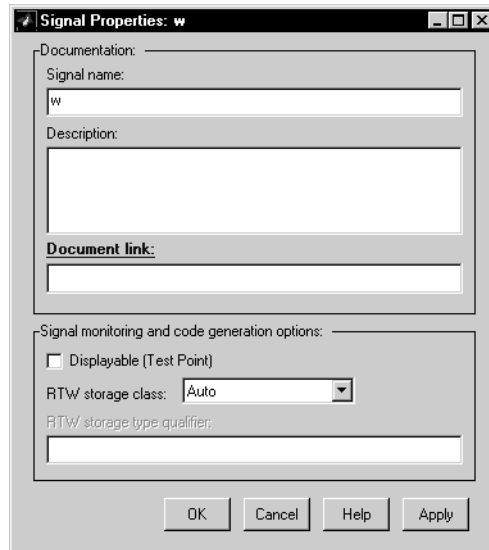 Signal Properties: w
Documentation:
Signal name:
w
Description:
Document link:
Signal monitoring and code generation options:
Displayable (Test Point)
RTW storage class: Auto
RTW storage type qualifier:
OK Cancel Help Apply